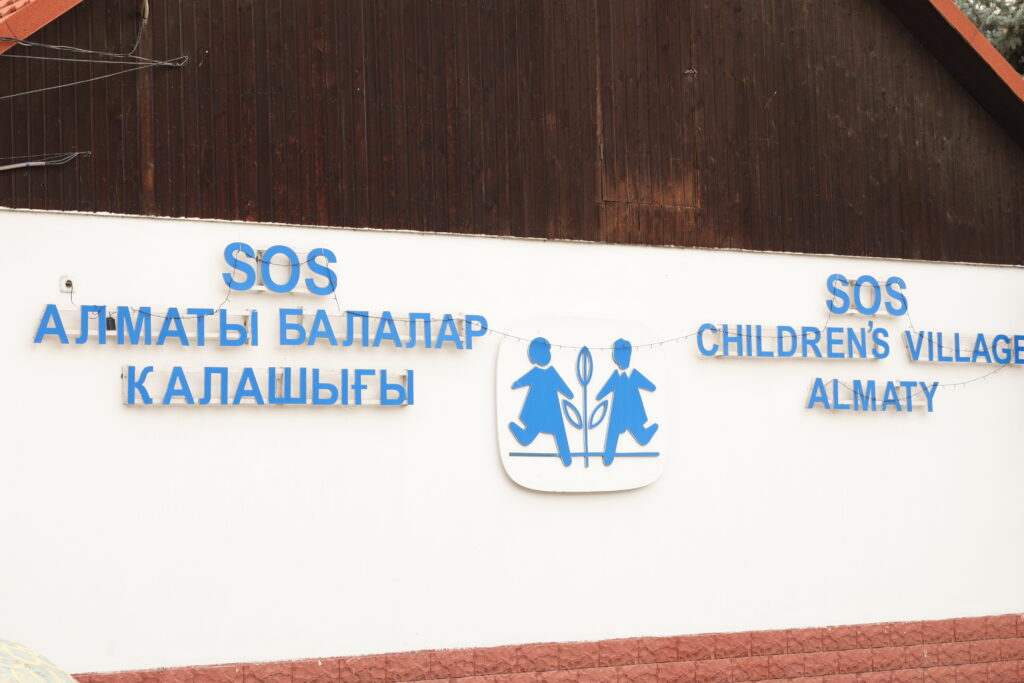 SOS
АЛМАТЫ БАЛАЛАР
ҚАЛАШЫҒЫ
SOS
CHILDREN'S VILLAGE
ALMATY